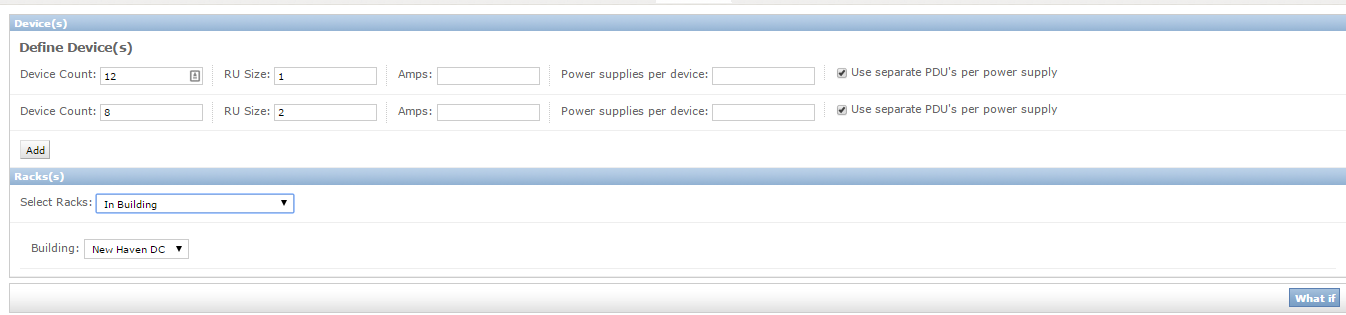 Device(s)
Define Device(s)
Device Count: 12 RU Size: 1 Amps: Power supplies per device: Use separate PDU's per power supply
Device Count: 8 RU Size: 2 Amps: Power supplies per device: Use separate PDU's per power supply
Add
Racks(s)
Select Racks: In Building
Building: New Haven DC
What if